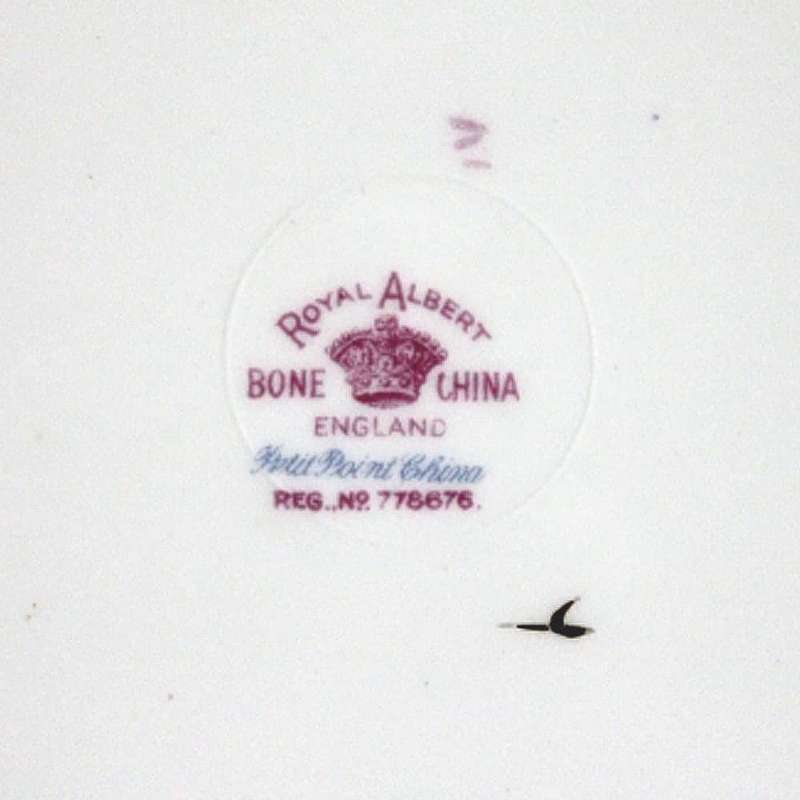 ROYAL ALBERT
BONE CHINA
ENGLAND
Petit Point China
REG..Nº. 778676.